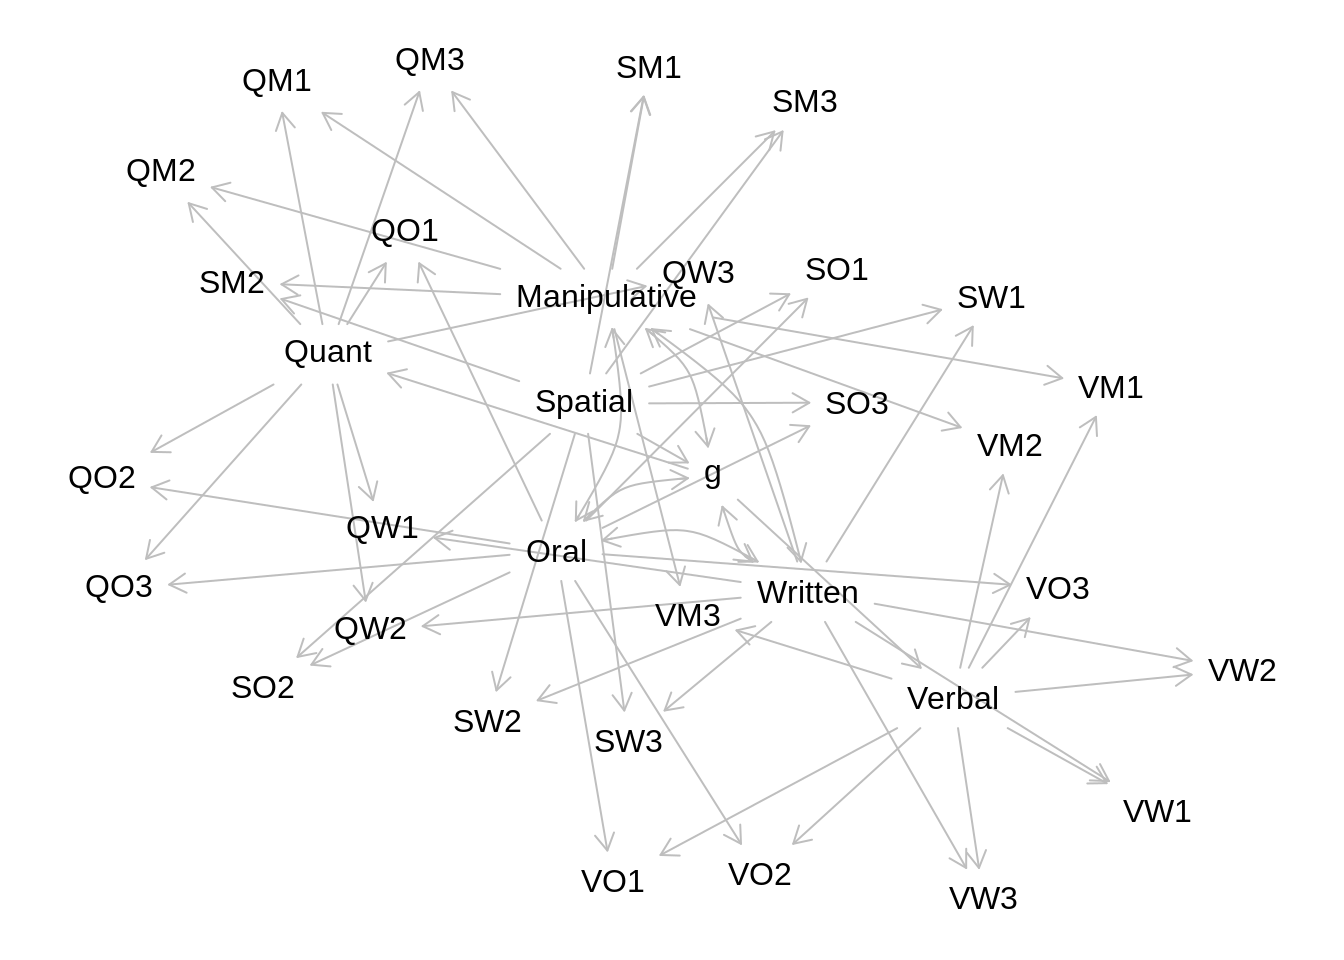 QM3
SM1
QM1
SM3
QM2
QO1
SO1
QW3
SM2
Manipulative
SW1
Quant
VM1
Spatial
SO3
VM2
g
QO2
QW1
Oral
QO3
VO3
Written
VM3
QW2
VW2
SO2
Verbal
SW2
SW3
VW1
VO2
VO1
VW3